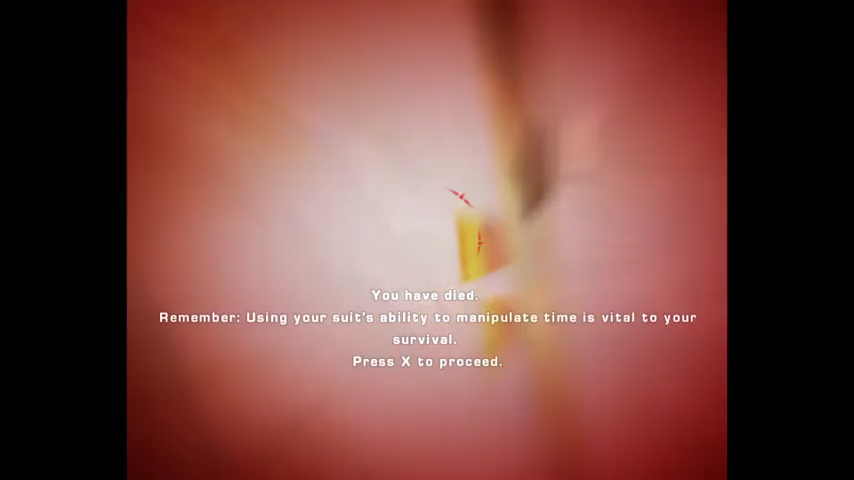 You have died.
Remember: Using your suit's ability to manipulate time is vital to your
survival.
Press X to proceed.